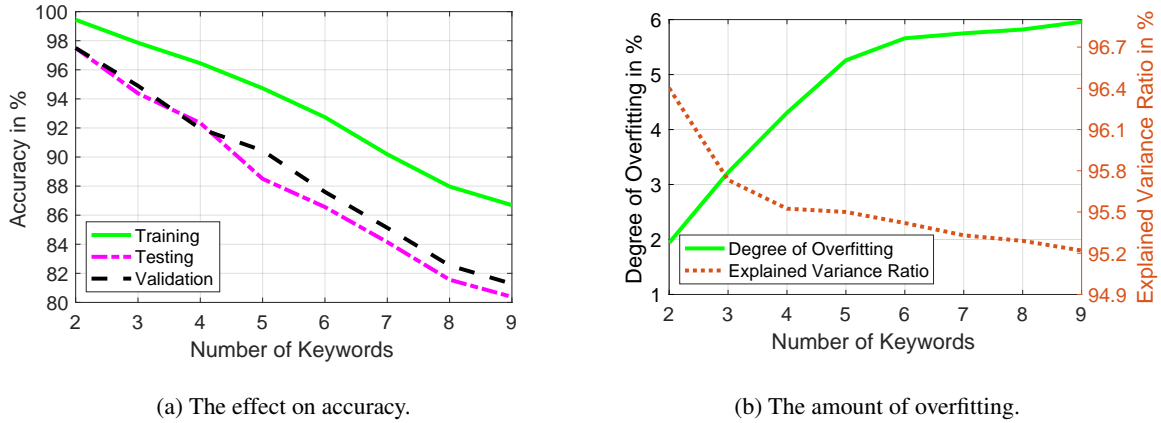 100
98
96
94
92
90
88
86
84
82
80
Accuracy in %
Training
Testing
Validation
2 3 4 5 6 7 8 9
Number of Keywords
(a) The effect on accuracy.
6
5
4
3
2
1
Degree of Overfitting in %
Degree of Overfitting
Explained Variance Ratio
96.7
96.4
96.1
95.8
95.5
95.2
94.9
Explained Variance Ratio in %
2 3 4 5 6 7 8 9
Number of Keywords
(b) The amount of overfitting.